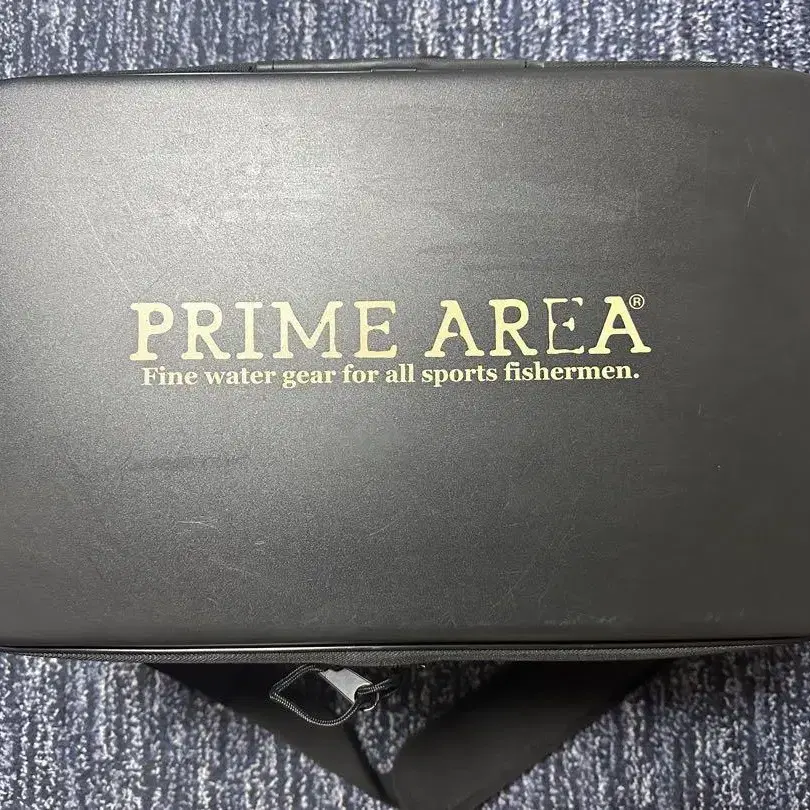 PRIME AREA®
Fine water gear for all sports fishermen.